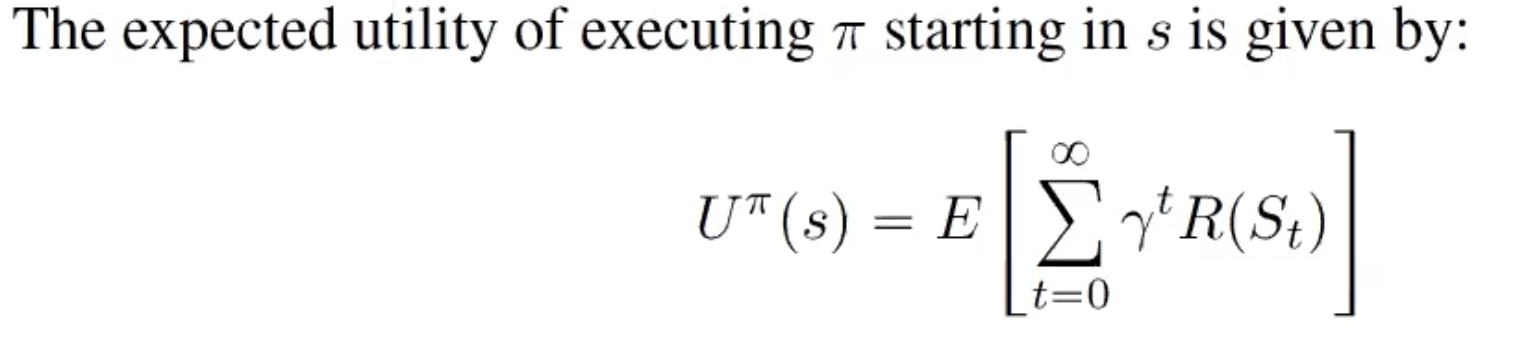 The expected utility of executing π starting in s is given by:
U^π(s) = E[∑_{t=0}^{∞} γ^t R(S_t)]